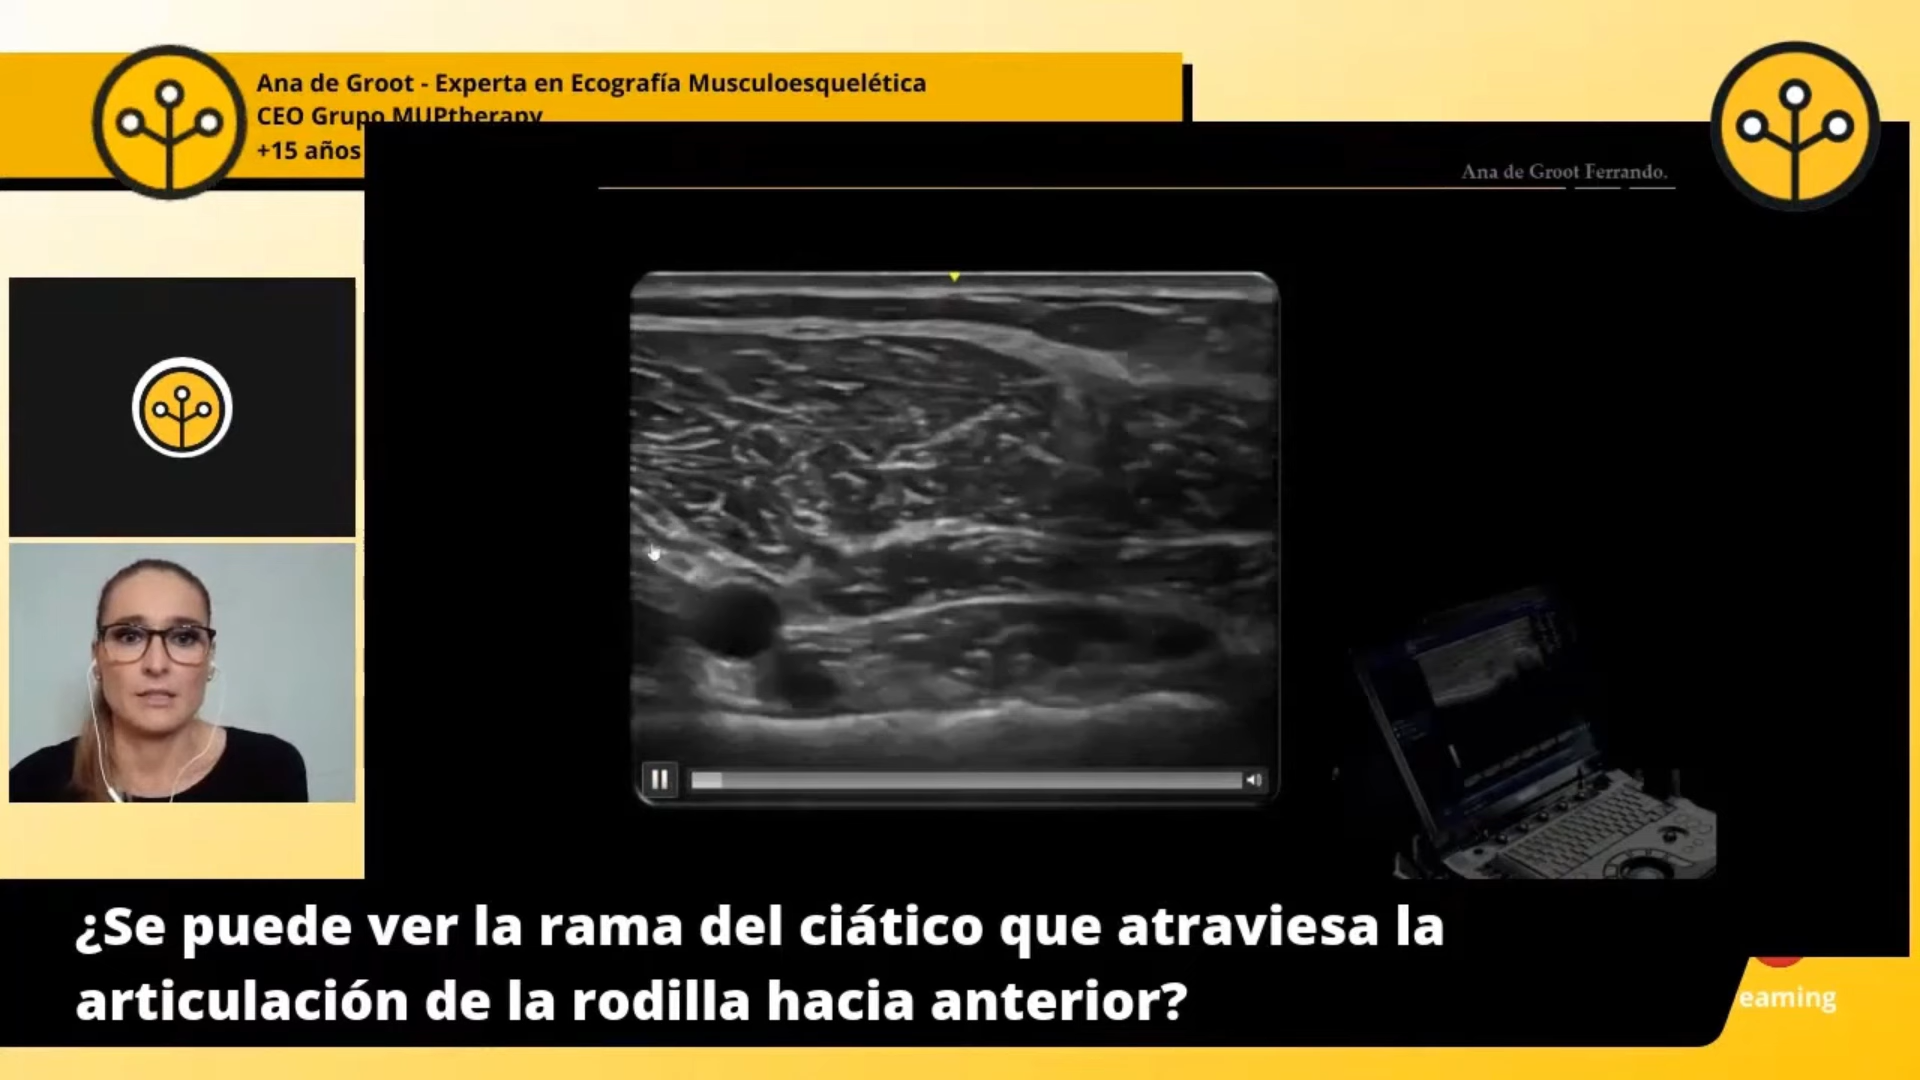 Ana de Groot - Experta en Ecografía Musculoesquelética
CEO Grupo MUPtherapy
+15 años
Ana de Groot Ferrando.
¿Se puede ver la rama del ciático que atraviesa la
articulación de la rodilla hacia anterior?
eaming